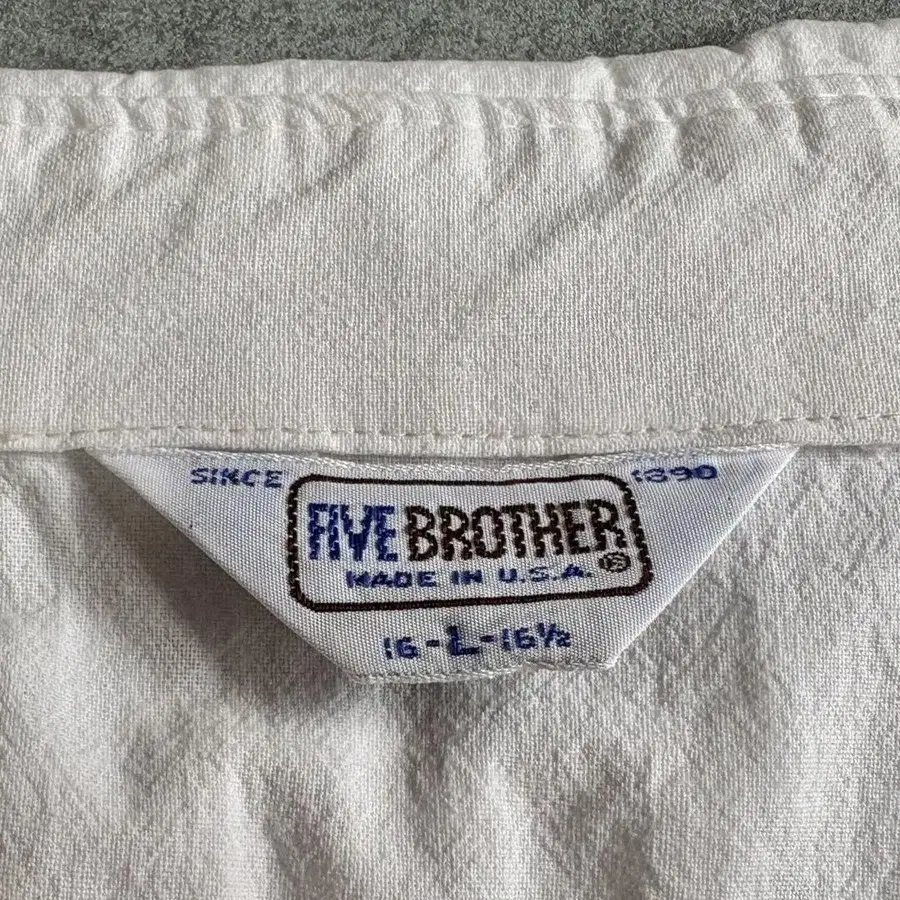 SINCE 1890
FIVE BROTHER
MADE IN U.S.A. ®
16-L-16½